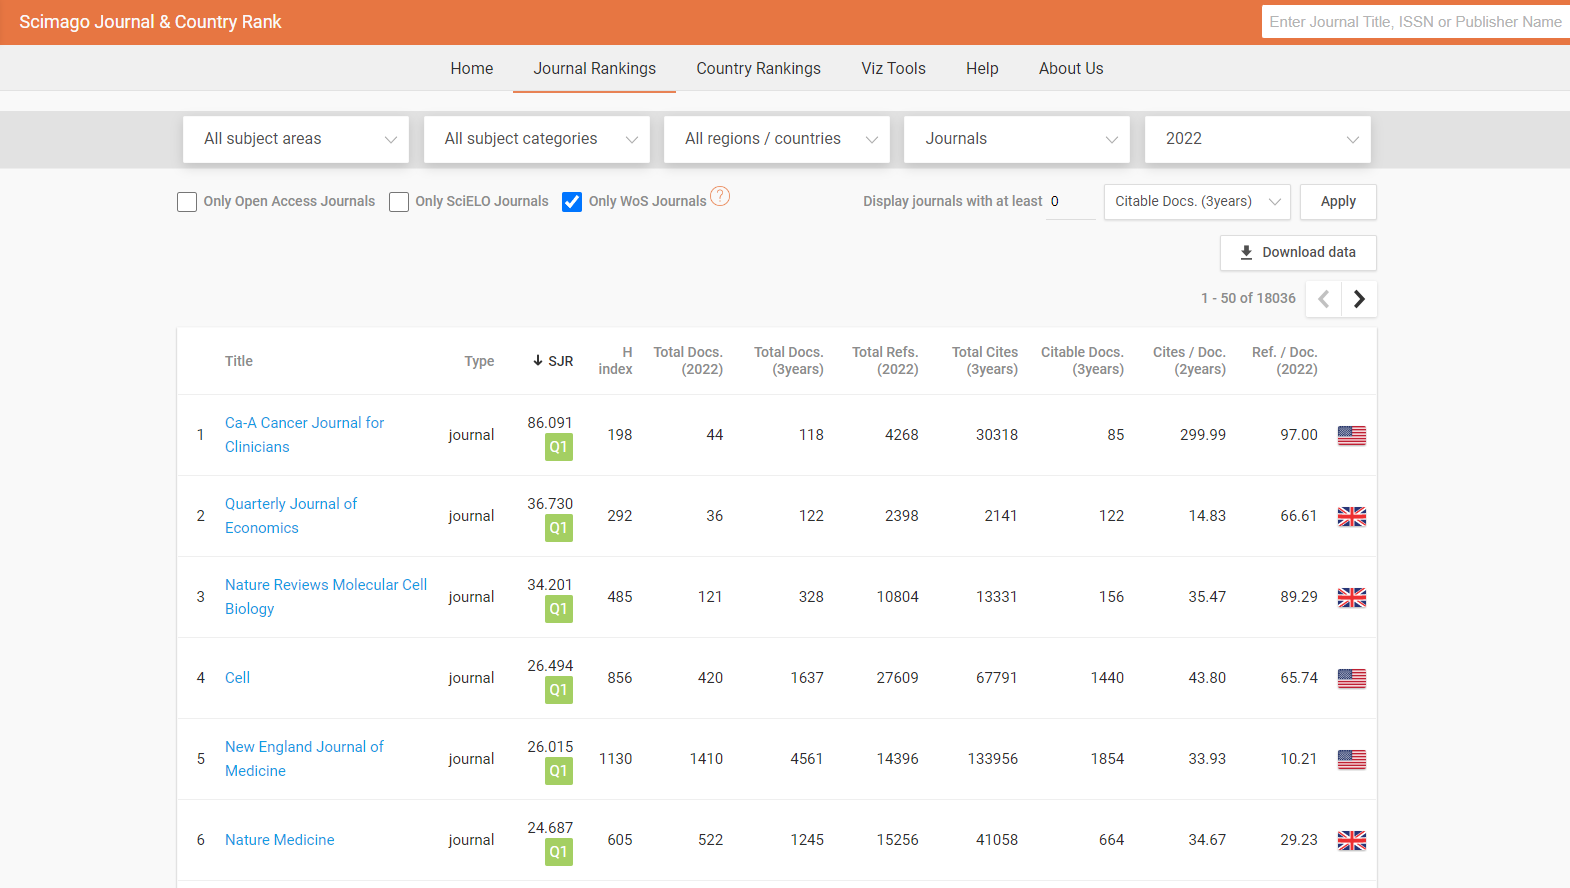 Scimago Journal & Country Rank
Enter Journal Title, ISSN or Publisher Name
Home Journal Rankings Country Rankings Viz Tools Help About Us
All subject areas All subject categories All regions / countries Journals 2022
Only Open Access Journals Only SciELO Journals Only WoS Journals ? Display journals with at least 0 Citable Docs. (3years) Apply
Download data
1 - 50 of 18036
Title Type SJR H index Total Docs. (2022) Total Docs. (3years) Total Refs. (2022) Total Cites (3years) Citable Docs. (3years) Cites / Doc. (2years) Ref. / Doc. (2022)
1 Ca-A Cancer Journal for Clinicians journal 86.091 Q1 198 44 118 4268 30318 85 299.99 97.00
2 Quarterly Journal of Economics journal 36.730 Q1 292 36 122 2398 2141 122 14.83 66.61
3 Nature Reviews Molecular Cell Biology journal 34.201 Q1 485 121 328 10804 13331 156 35.47 89.29
4 Cell journal 26.494 Q1 856 420 1637 27609 67791 1440 43.80 65.74
5 New England Journal of Medicine journal 26.015 Q1 1130 1410 4561 14396 133956 1854 33.93 10.21
6 Nature Medicine journal 24.687 Q1 605 522 1245 15256 41058 664 34.67 29.23